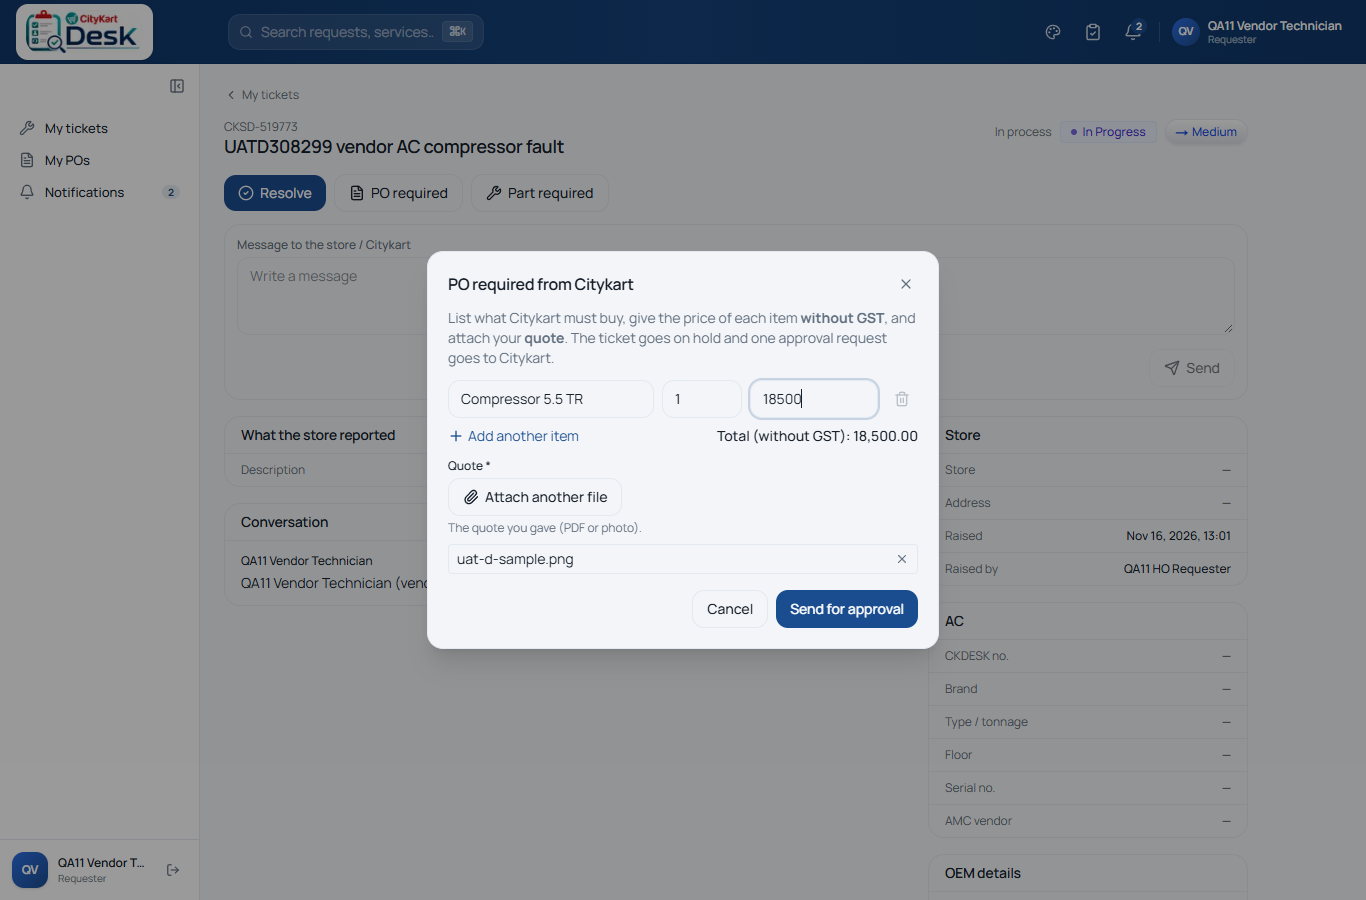 CityKart
Desk
Search requests, services..
⌘K
2
QV
QA11 Vendor Technician
Requester
My tickets
My POs
Notifications
2
My tickets
CKSD-519773
UATD308299 vendor AC compressor fault
In process
In Progress
→ Medium
Resolve
PO required
Part required
Message to the store / Citykart
Write a message
Send
What the store reported
Description
Conversation
QA11 Vendor Technician
QA11 Vendor Technician (vend
PO required from Citykart
List what Citykart must buy, give the price of each item without GST, and
attach your quote. The ticket goes on hold and one approval request
goes to Citykart.
Compressor 5.5 TR
1
18500
Add another item
Total (without GST): 18,500.00
Quote *
Attach another file
The quote you gave (PDF or photo).
uat-d-sample.png
Cancel
Send for approval
Store
Store –
Address –
Raised Nov 16, 2026, 13:01
Raised by QA11 HO Requester
AC
CKDESK no. –
Brand –
Type / tonnage –
Floor –
Serial no. –
AMC vendor –
OEM details
QV
QA11 Vendor T...
Requester